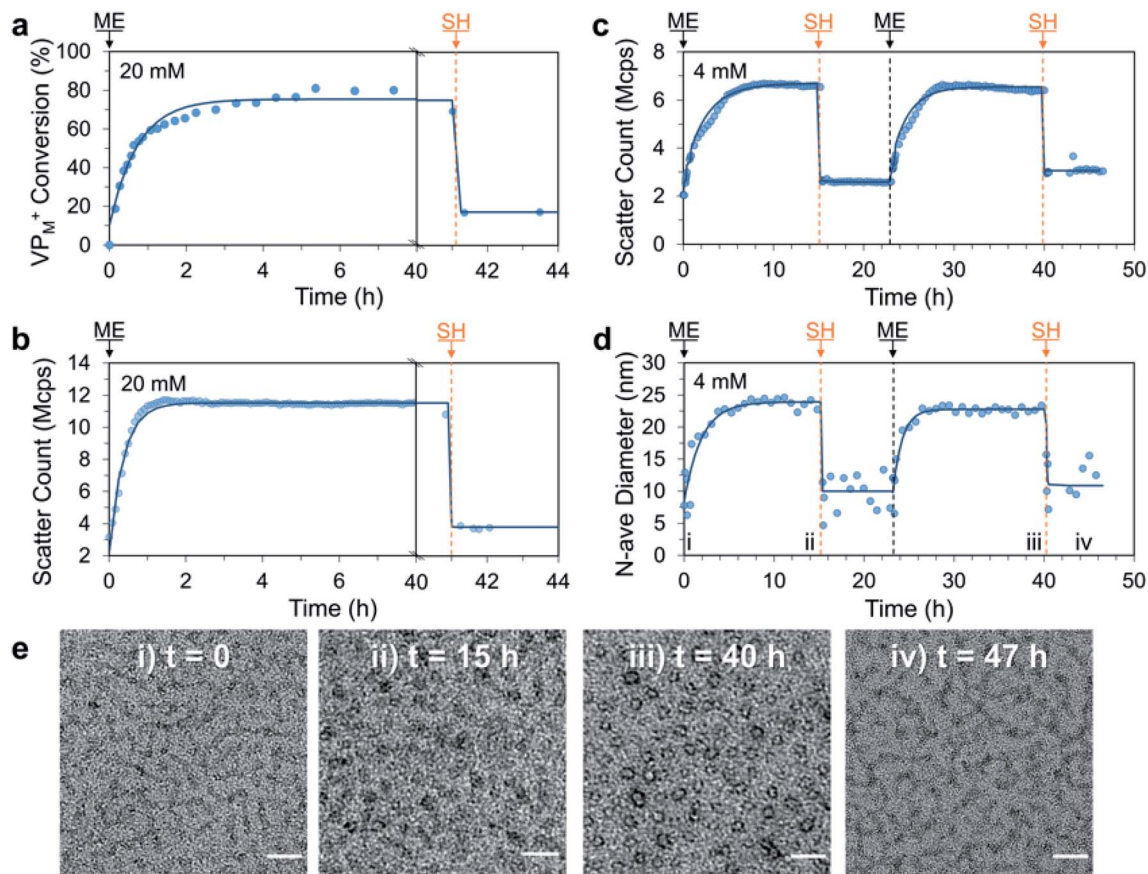 a
ME
SH
20 mM
VP_M^+ Conversion (%)
100
80
60
40
20
0
0
2
4
6
40
42
44
Time (h)
c
ME
SH
ME
SH
4 mM
Scatter Count (Mcps)
8
6
4
2
0
0
10
20
30
40
50
Time (h)
b
ME
SH
20 mM
Scatter Count (Mcps)
14
12
10
8
6
4
2
0
2
4
6
40
42
44
Time (h)
d
ME
SH
ME
SH
4 mM
N-ave Diameter (nm)
30
25
20
15
10
5
0
i
ii
iii
iv
0
10
20
30
40
50
Time (h)
e
i) t = 0
ii) t = 15 h
iii) t = 40 h
iv) t = 47 h